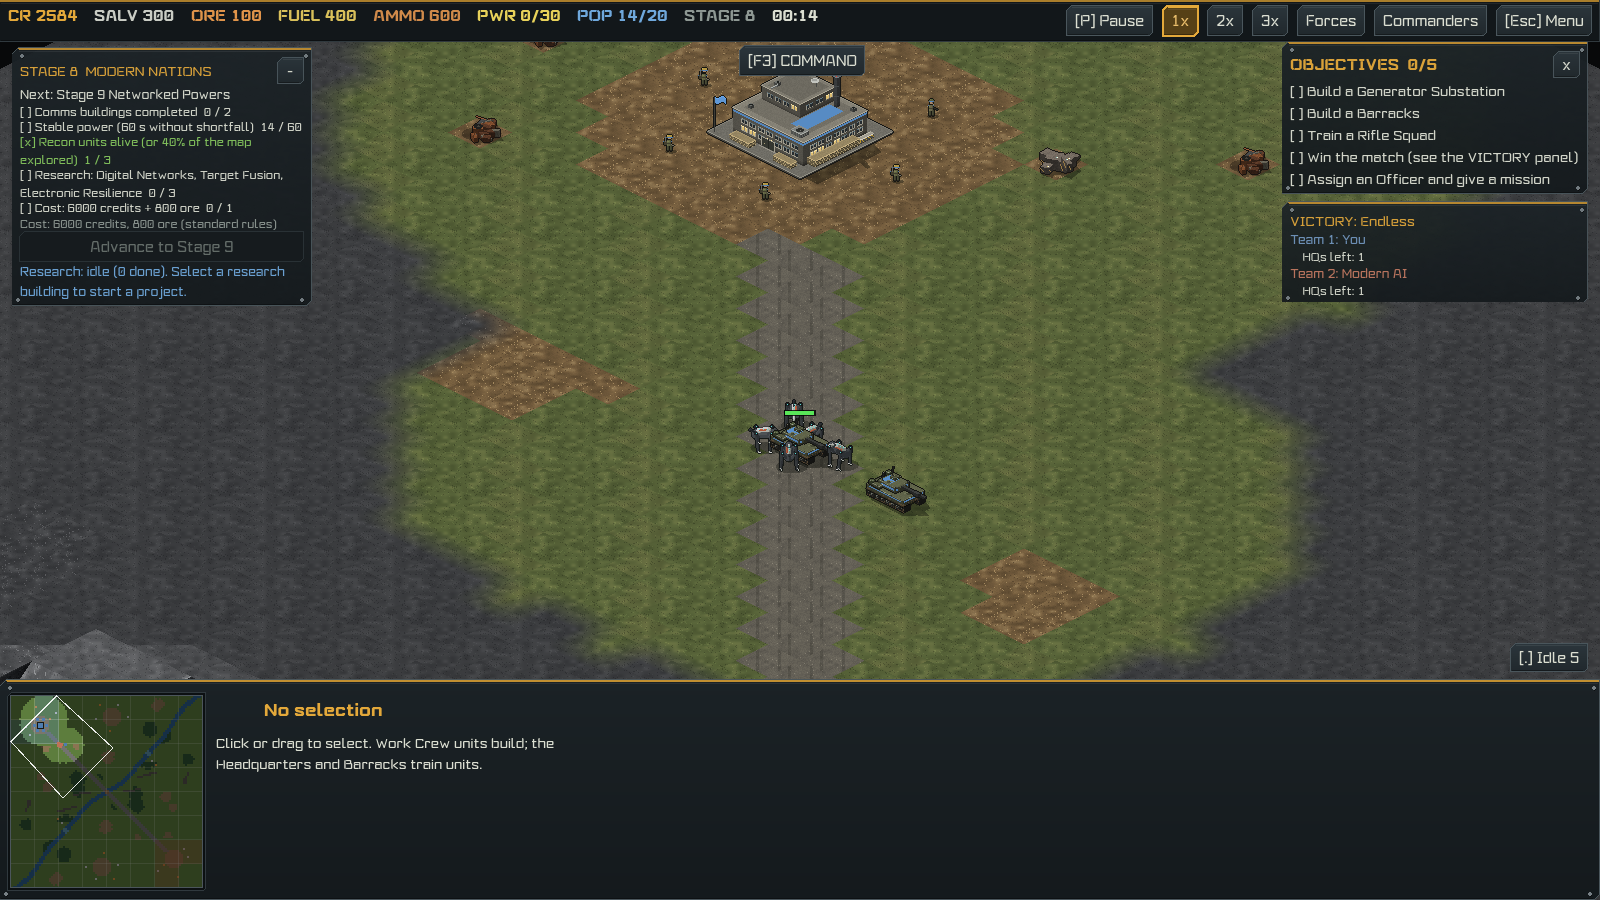 CR 2584 SALV 300 ORE 100 FUEL 400 AMMO 600 PWR 0/30 POP 14/20 STAGE 8 00:14 [P] Pause 1x 2x 3x Forces Commanders [Esc] Menu
[F3] COMMAND
STAGE 8 MODERN NATIONS -
Next: Stage 9 Networked Powers
[ ] Comms buildings completed 0 / 2
[ ] Stable power (60 s without shortfall) 14 / 60
[x] Recon units alive (or 40% of the map
explored) 1 / 3
[ ] Research: Digital Networks, Target Fusion,
Electronic Resilience 0 / 3
[ ] Cost: 6000 credits + 800 ore 0 / 1
Cost: 6000 credits, 800 ore (standard rules)
Advance to Stage 9
Research: idle (0 done). Select a research
building to start a project.
OBJECTIVES 0/5 x
[ ] Build a Generator Substation
[ ] Build a Barracks
[ ] Train a Rifle Squad
[ ] Win the match (see the VICTORY panel)
[ ] Assign an Officer and give a mission
VICTORY: Endless
Team 1: You
HQs left: 1
Team 2: Modern AI
HQs left: 1
[.] Idle 5
No selection
Click or drag to select. Work Crew units build; the
Headquarters and Barracks train units.